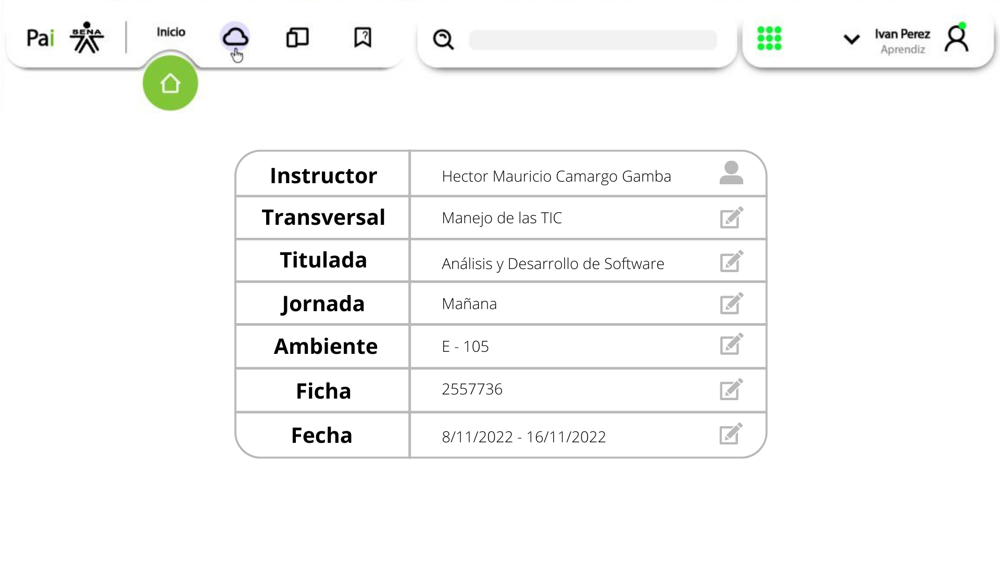 Pai
SENA
Inicio
?
Ivan Perez
Aprendiz
Instructor
Hector Mauricio Camargo Gamba
Transversal
Manejo de las TIC
Titulada
Análisis y Desarrollo de Software
Jornada
Mañana
Ambiente
E - 105
Ficha
2557736
Fecha
8/11/2022 - 16/11/2022